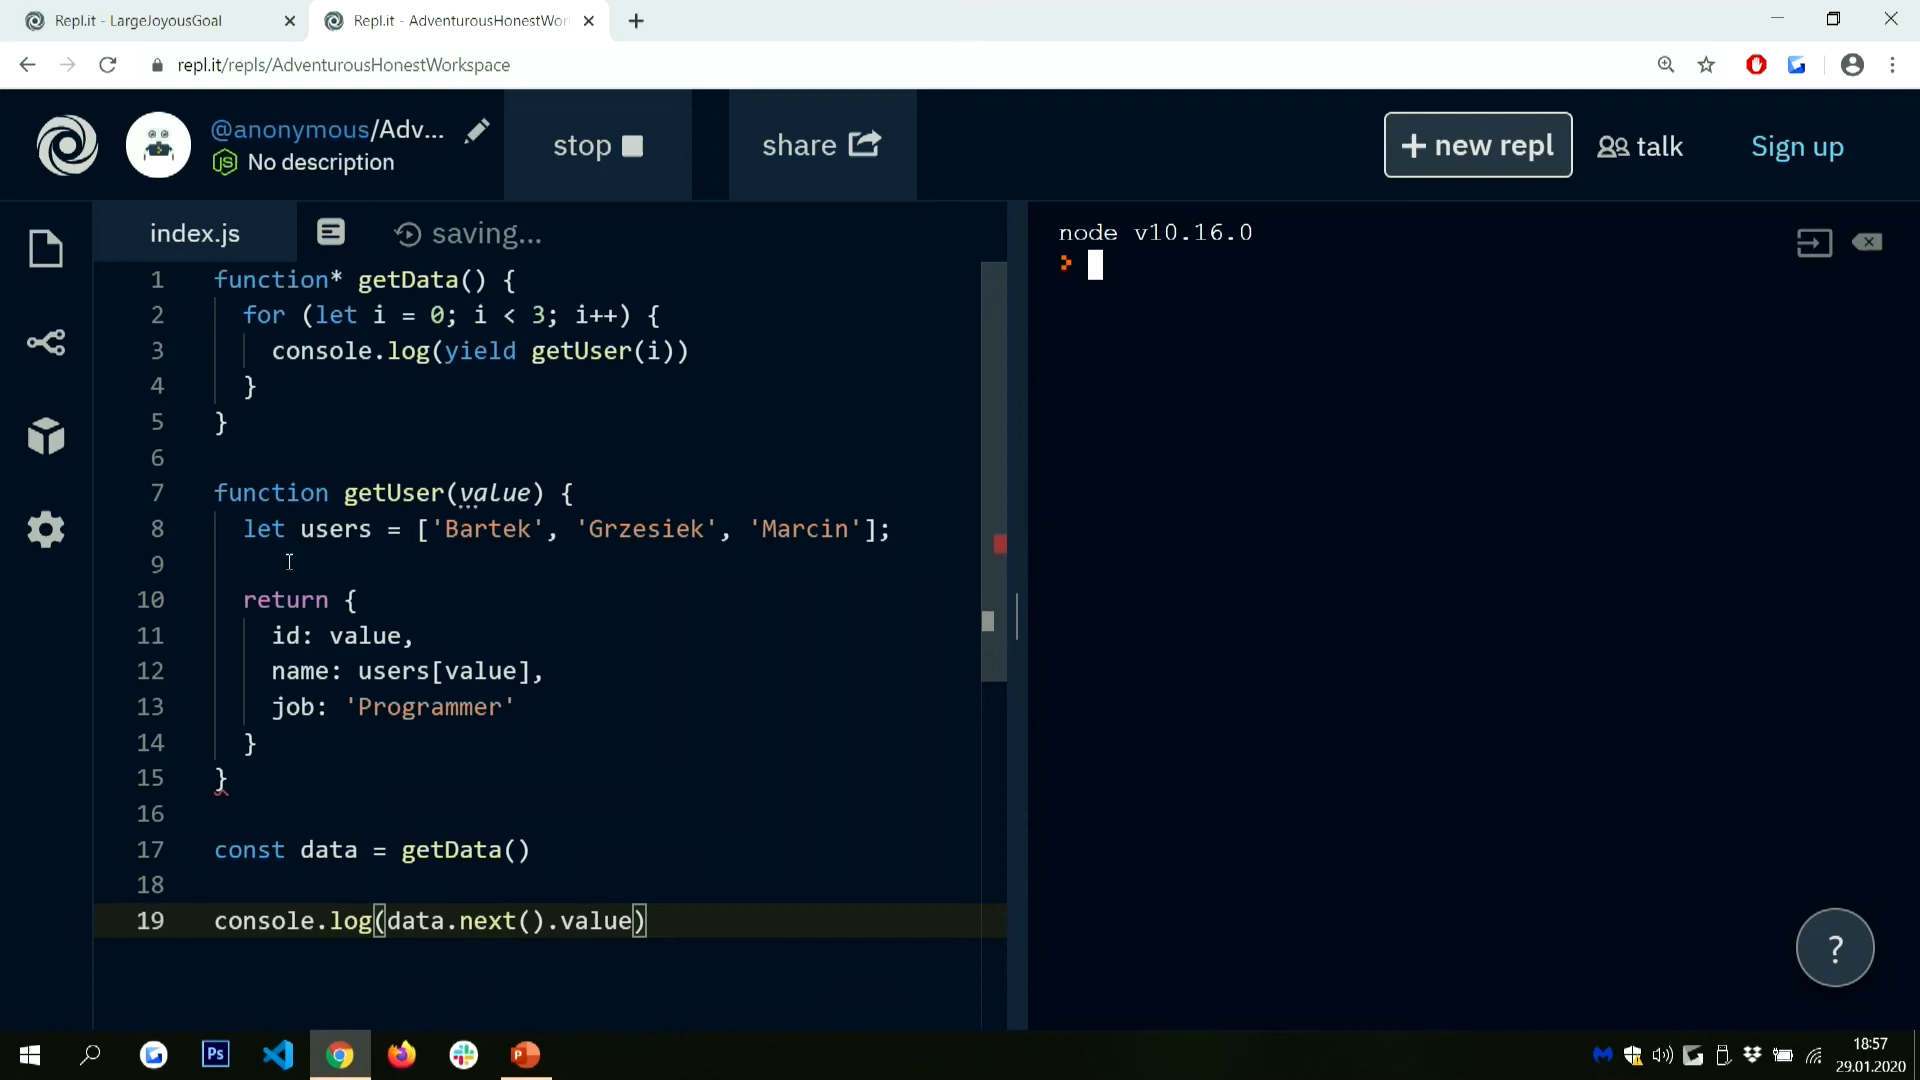 Repl.it - LargeJoyousGoal
Repl.it - AdventurousHonestWor
repl.it/repls/AdventurousHonestWorkspace
@anonymous/Adv...
No description
stop
share
+ new repl
talk
Sign up
index.js
saving...
1 function* getData() {
2 for (let i = 0; i < 3; i++) {
3 console.log(yield getUser(i))
4 }
5 }
6
7 function getUser(value) {
8 let users = ['Bartek', 'Grzesiek', 'Marcin'];
9
10 return {
11 id: value,
12 name: users[value],
13 job: 'Programmer'
14 }
15 }
16
17 const data = getData()
18
19 console.log(data.next().value)
node v10.16.0
>
?
Ps
P
18:57
29.01.2020